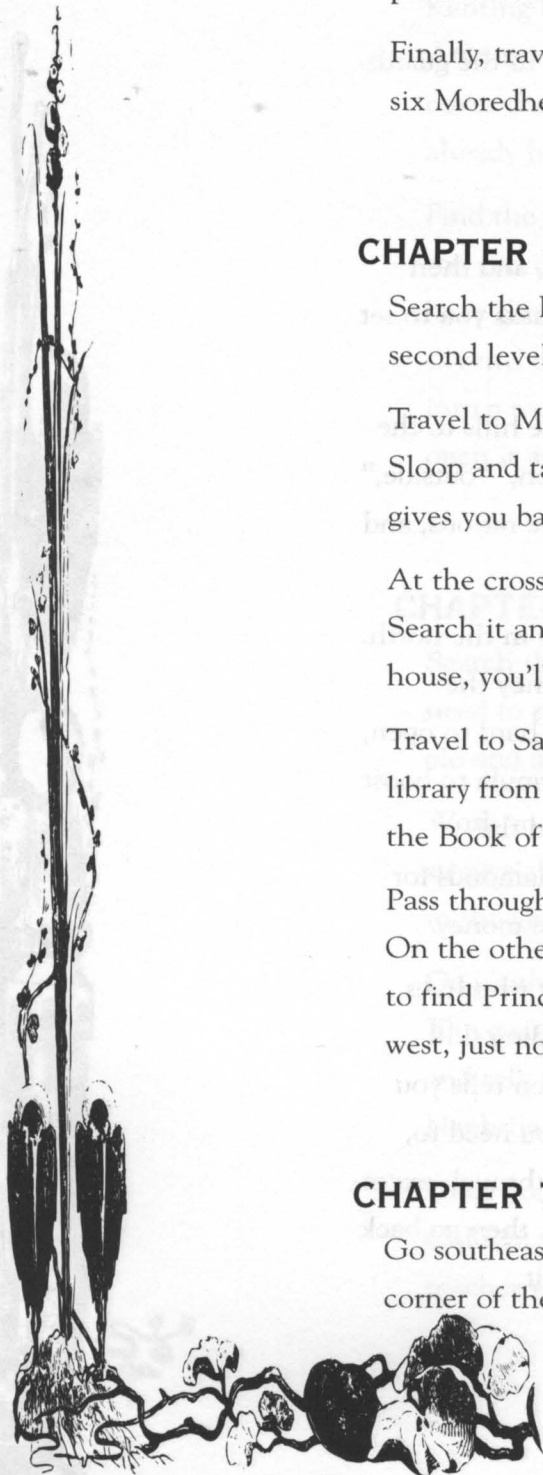 Finally, trav
six Moredhe
CHAPTER
Search the
second level
Travel to M
Sloop and ta
gives you ba
At the cross
Search it an
house, you'll
Travel to Sa
library from
the Book of
Pass through
On the othe
to find Princ
west, just no
CHAPTER
Go southeas
corner of the